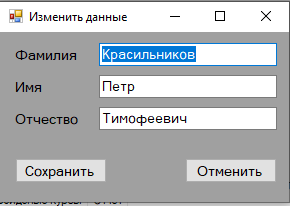 Изменить данные
Фамилия Красильников
Имя Петр
Отчество Тимофеевич
Сохранить Отменить